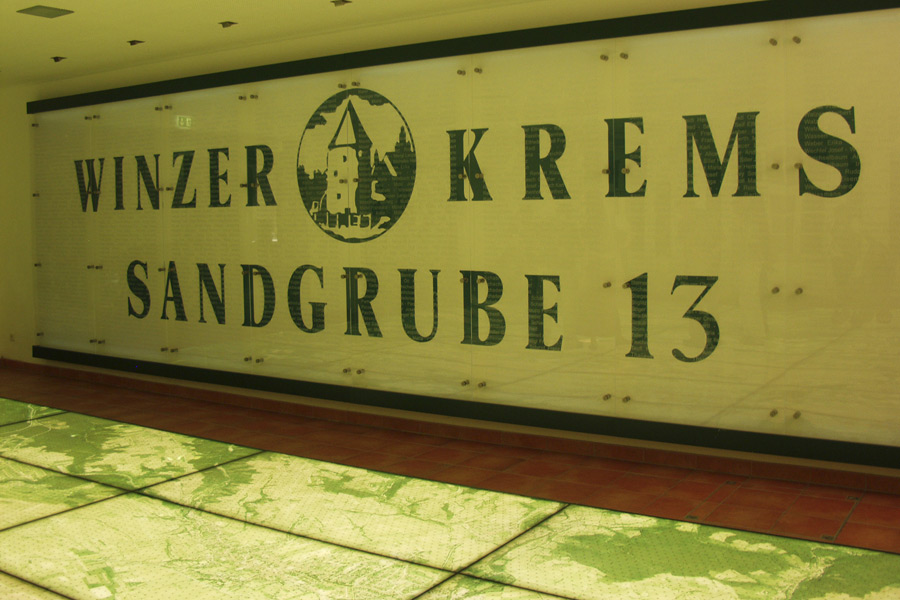 WINZER KREMS
SANDGRUBE 13